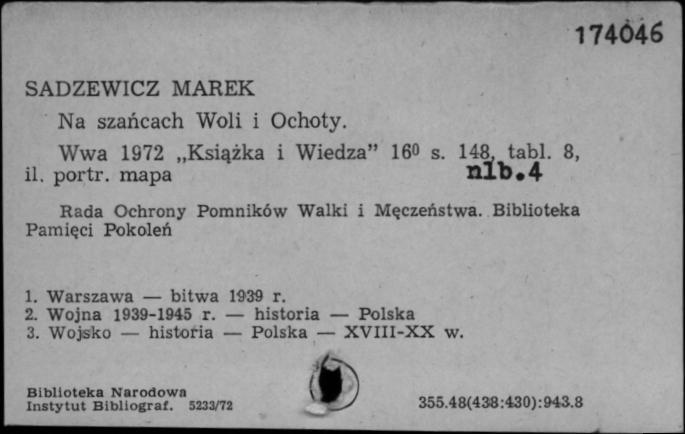 174046
SADZEWICZ MAREK
Na szańcach Woli i Ochoty.
Wwa 1972 „Książka i Wiedza” 16⁰ s. 148, tabl. 8,
il. portr. mapa nlb.4
Rada Ochrony Pomników Walki i Męczeństwa. Biblioteka
Pamięci Pokoleń
1. Warszawa — bitwa 1939 r.
2. Wojna 1939-1945 r. — historia — Polska
3. Wojsko — historia — Polska — XVIII-XX w.
Biblioteka Narodowa
Instytut Bibliograf. 5233/72 355.48(438:430):943.8